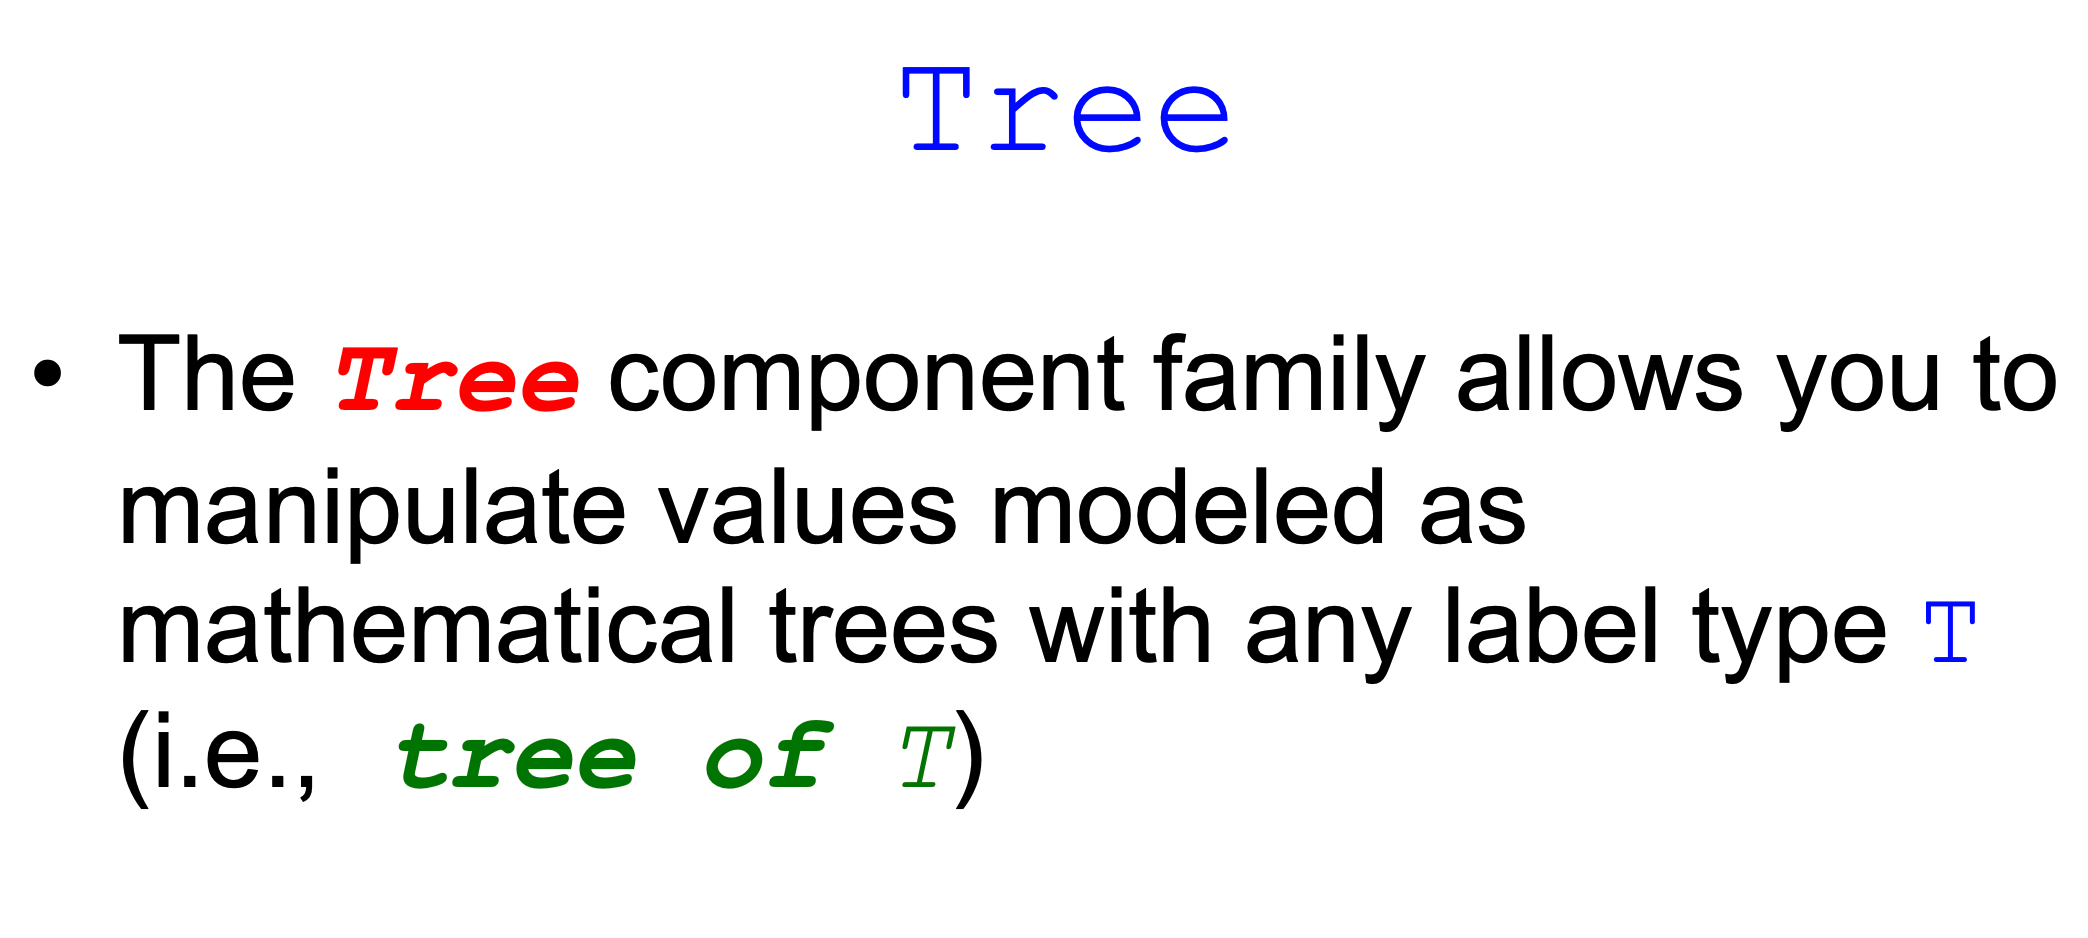 Tree
• The Tree component family allows you to
manipulate values modeled as
mathematical trees with any label type T
(i.e., tree of T)